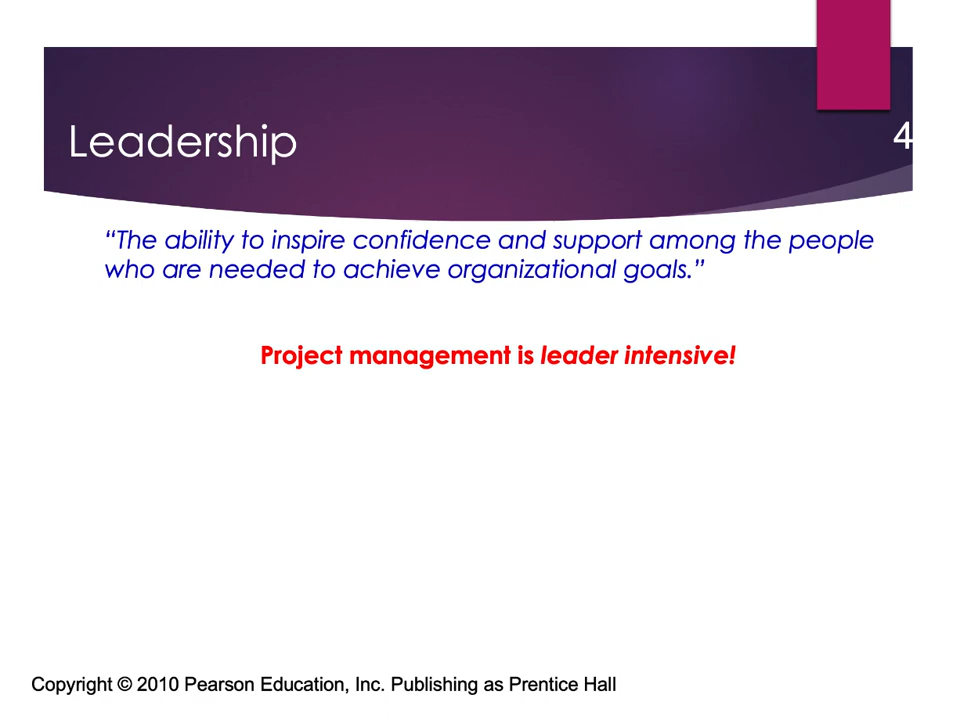 Leadership
4
“The ability to inspire confidence and support among the people
who are needed to achieve organizational goals.”
Project management is leader intensive!
Copyright © 2010 Pearson Education, Inc. Publishing as Prentice Hall